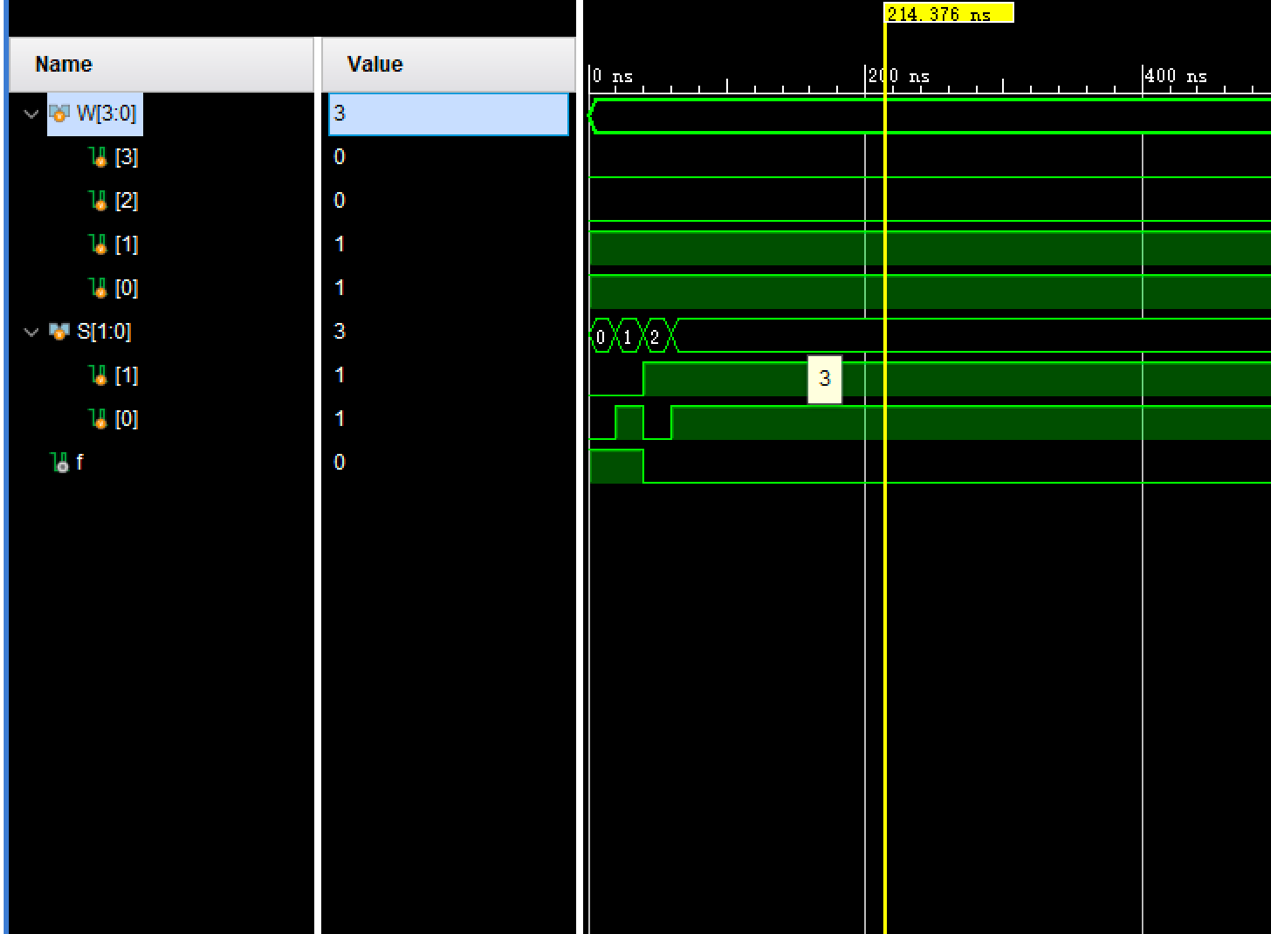 214.376 ns
Name Value
0 ns 200 ns 400 ns
W[3:0] 3
[3] 0
[2] 0
[1] 1
[0] 1
S[1:0] 3 0 1 2
[1] 1 3
[0] 1
f 0